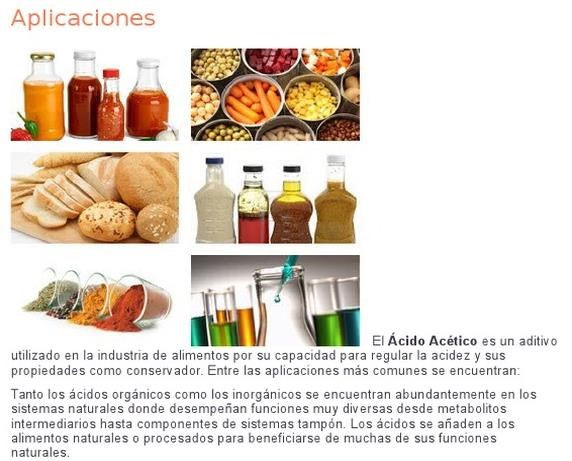 Aplicaciones
El Ácido Acético es un aditivo
utilizado en la industria de alimentos por su capacidad para regular la acidez y sus
propiedades como conservador. Entre las aplicaciones más comunes se encuentran:
Tanto los ácidos orgánicos como los inorgánicos se encuentran abundantemente en los
sistemas naturales donde desempeñan funciones muy diversas desde metabolitos
intermediarios hasta componentes de sistemas tampón. Los ácidos se añaden a los
alimentos naturales o procesados para beneficiarse de muchas de sus funciones
naturales.